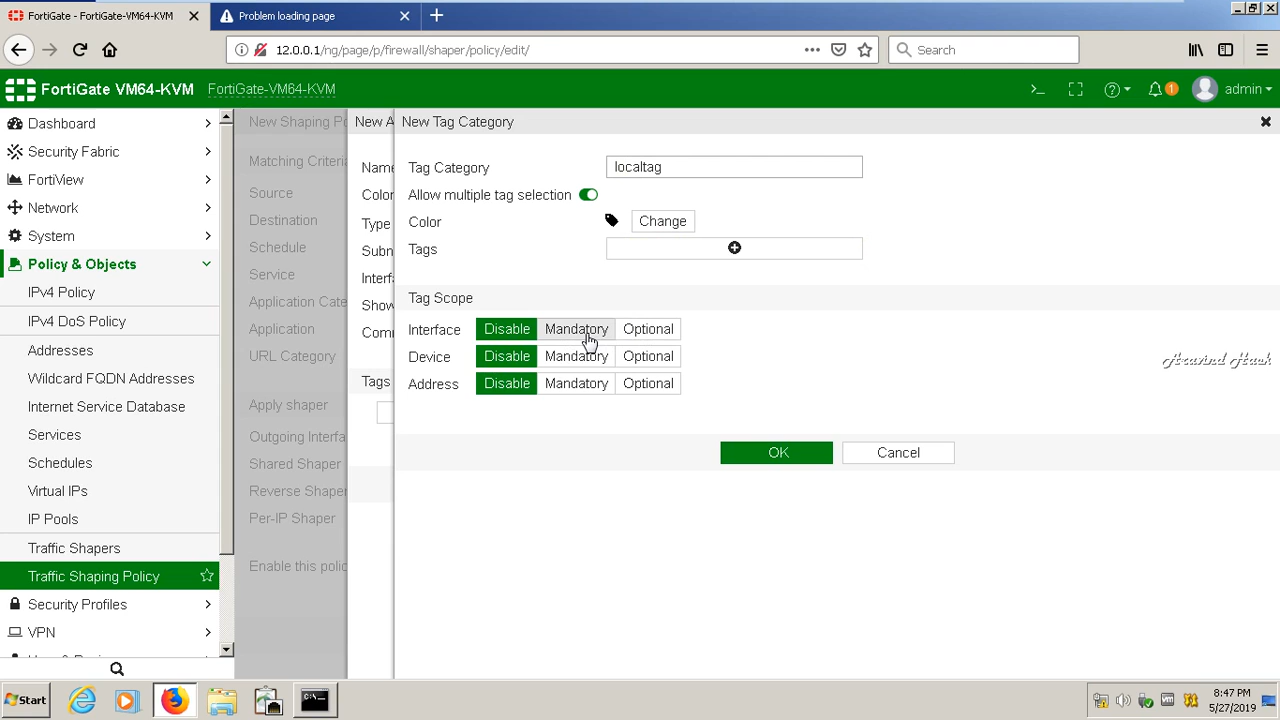 FortiGate - FortiGate-VM64-KVM
Problem loading page
12.0.0.1/ng/page/p/firewall/shaper/policy/edit/
Search
FortiGate VM64-KVM
FortiGate-VM64-KVM
1
admin
Dashboard
Security Fabric
FortiView
Network
System
Policy & Objects
IPv4 Policy
IPv4 DoS Policy
Addresses
Wildcard FQDN Addresses
Internet Service Database
Services
Schedules
Virtual IPs
IP Pools
Traffic Shapers
Traffic Shaping Policy
Security Profiles
VPN
New Shaping Po
Matching Criteria
Source
Destination
Schedule
Service
Application Cate
Application
URL Category
Apply shaper
Outgoing Interfa
Shared Shaper
Reverse Shaper
Per-IP Shaper
Enable this polic
New A
Name
Color
Type
Subn
Interf
Show
Comm
Tags
New Tag Category
Tag Category
localtag
Allow multiple tag selection
Color
Change
Tags
Tag Scope
Interface Disable Mandatory Optional
Device Disable Mandatory Optional
Address Disable Mandatory Optional
OK
Cancel
Aravind Hack
Start
8:47 PM
5/27/2019